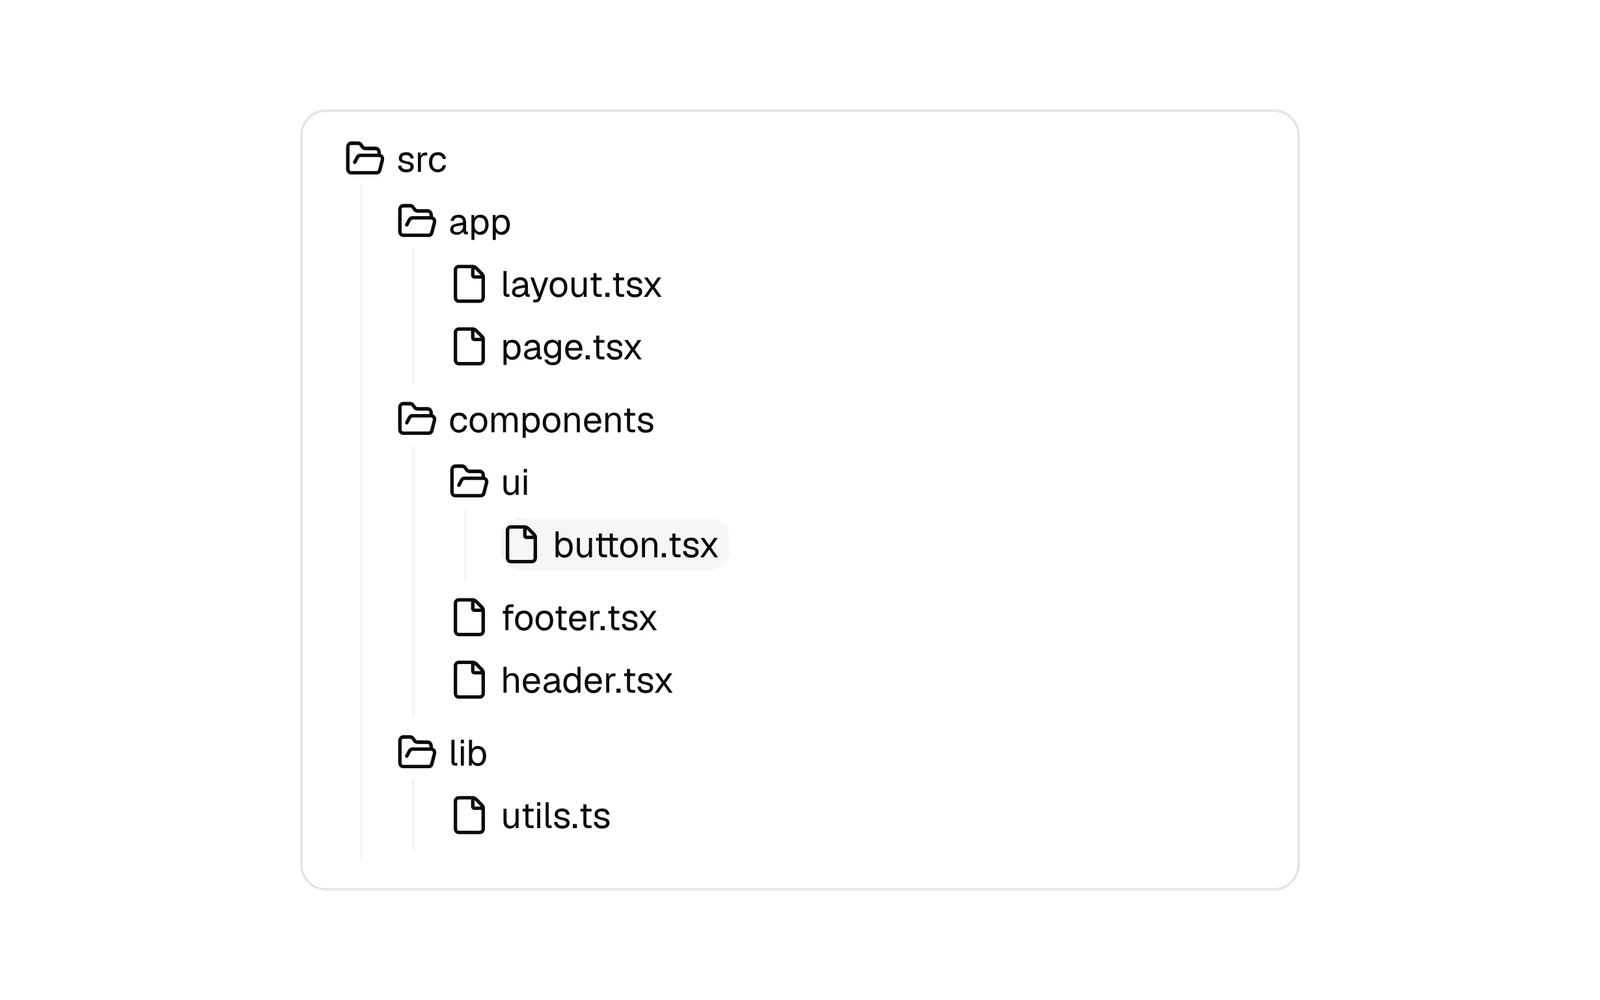 src
app
layout.tsx
page.tsx
components
ui
button.tsx
footer.tsx
header.tsx
lib
utils.ts